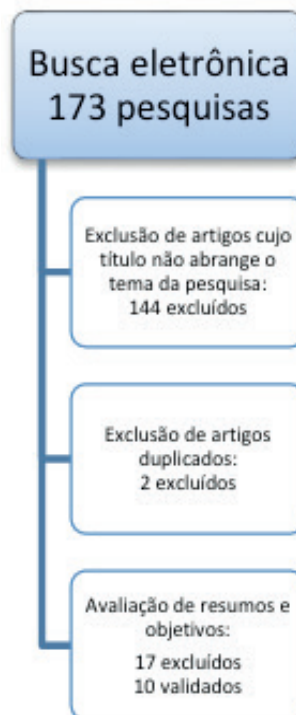 Busca eletrônica
173 pesquisas
Exclusão de artigos cujo
título não abrange o
tema da pesquisa:
144 excluídos
Exclusão de artigos
duplicados:
2 excluídos
Avaliação de resumos e
objetivos:
17 excluídos
10 validados